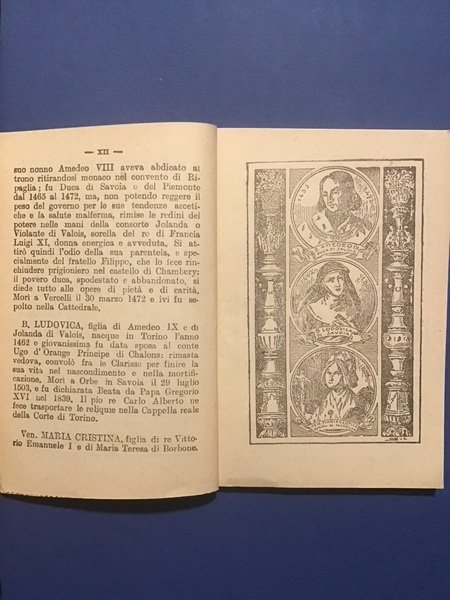 — XII —
suo nonno Amedeo VIII aveva abdicato al
trono ritirandosi monaco nel convento di Ri-
paglia; fu Duca di Savoia e del Piemonte
dal 1465 al 1472, ma, non potendo reggere il
peso del governo per le sue tendenze asceti-
che e la salute malferma, rimise le redini del
potere nelle mani della consorte Jolanda o
Violante di Valois, sorella del re di Francia
Luigi XI, donna energica e avveduta, Si at-
tirò quindi l'odio della sua parentela, e spe-
cialmente del fratello Filippo, che lo fece rin-
chiudere prigioniero nel castello di Chambery:
il povero duca, spodestato e abbandonato, si
diede tutto alle opere di pietà e di carità.
Morì a Vercelli il 30 marzo 1472 e ivi fu se-
polto nella Cattedrale.
B. LUDOVICA, figlia di Amedeo IX e di
Jolanda di Valois, nacque in Torino l'anno
1462 e giovanissima fu data sposa al conte
Ugo d'Orange Principe di Chalons: rimasta
vedova, convolò fra le Clarisse per finire la
sua vita nel nascondimento e nella mortifi-
cazione, Morì a Orbe in Savoia il 29 luglio
1503, e fu dichiarata Beata da Papa Gregorio
XVI nel 1839, Il pio re Carlo Alberto ne
fece trasportare le relique nella Cappella reale
della Corte di Torino.
Ven. MARIA CRISTINA, figlia di re Vitto-
rio Emanuele I e di Maria Teresa di Borbone.